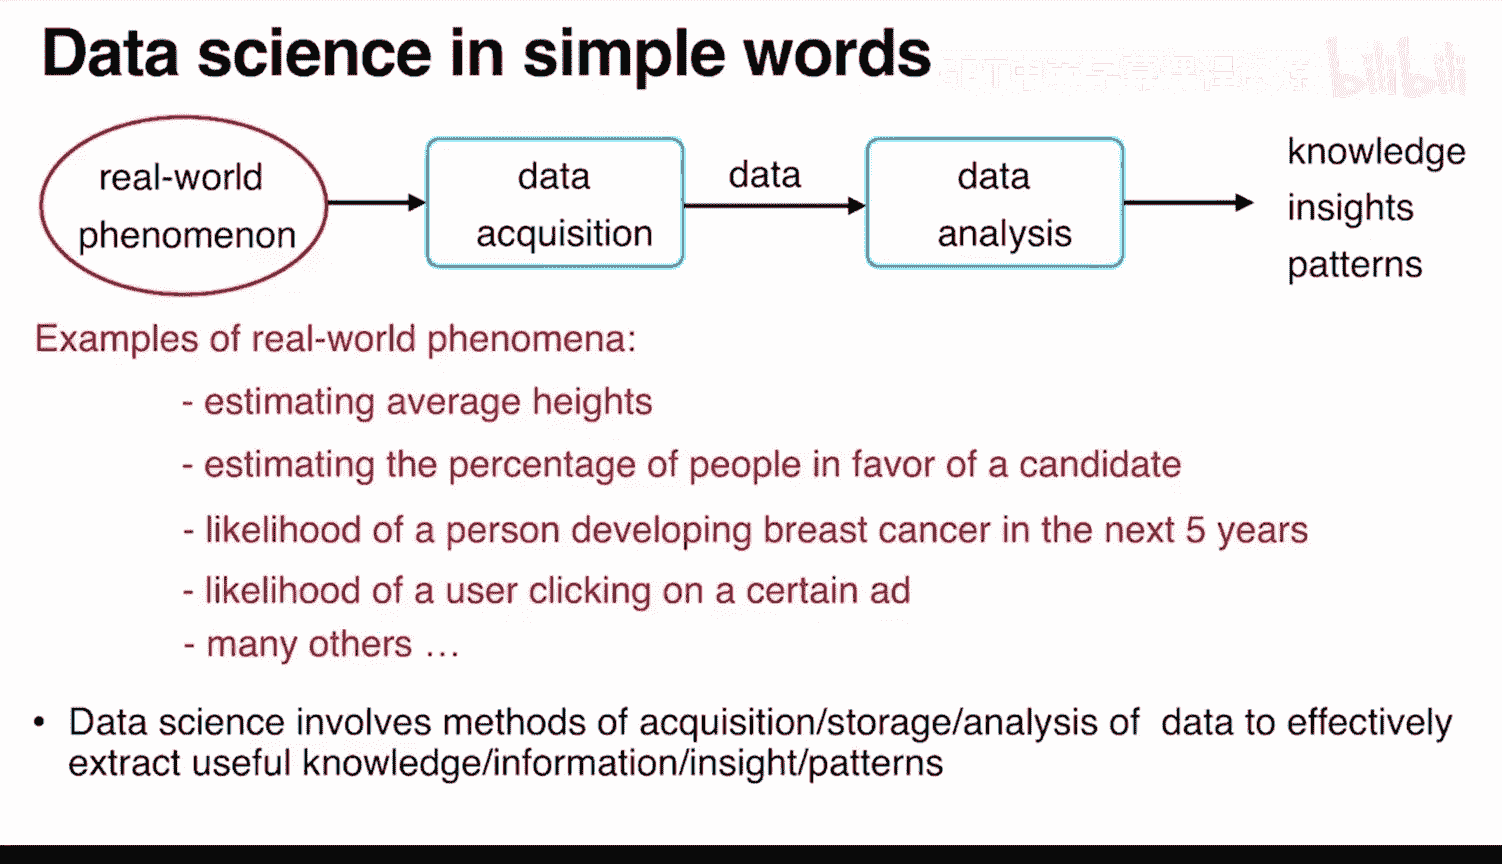 Data science in simple words
bilibili
real-world
phenomenon
data
acquisition
data
data
analysis
knowledge
insights
patterns
Examples of real-world phenomena:
- estimating average heights
- estimating the percentage of people in favor of a candidate
- likelihood of a person developing breast cancer in the next 5 years
- likelihood of a user clicking on a certain ad
- many others …
• Data science involves methods of acquisition/storage/analysis of data to effectively
extract useful knowledge/information/insight/patterns